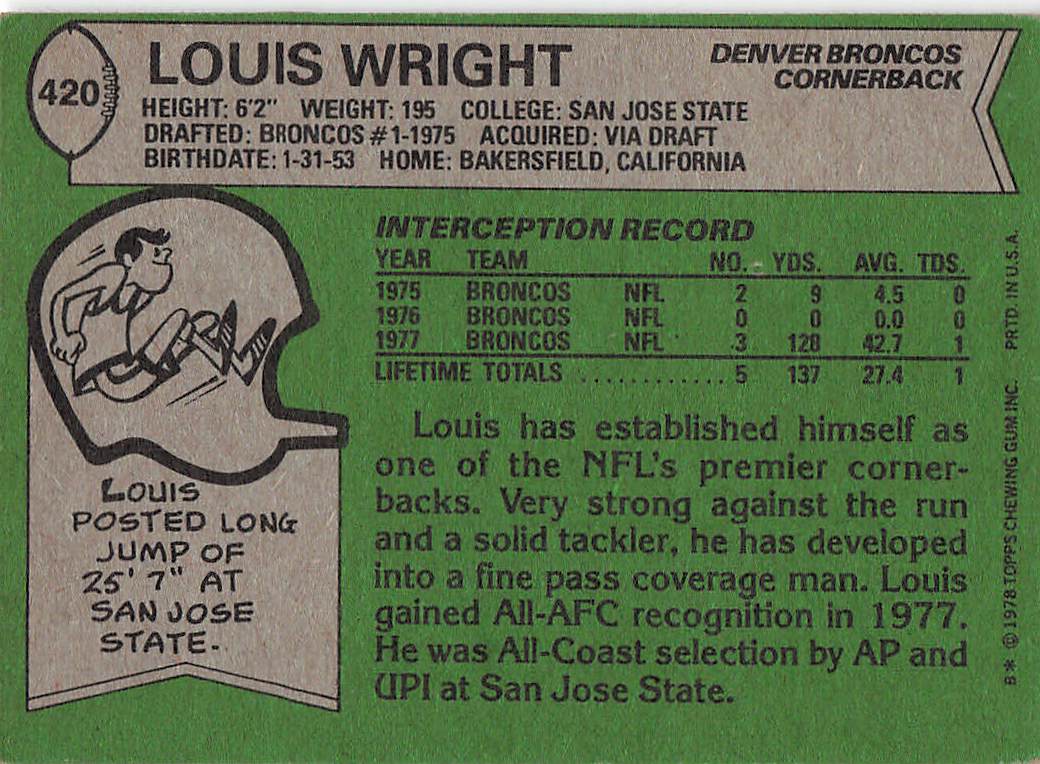 420
LOUIS WRIGHT
DENVER BRONCOS
CORNERBACK
HEIGHT: 6'2" WEIGHT: 195 COLLEGE: SAN JOSE STATE
DRAFTED: BRONCOS #1-1975 ACQUIRED: VIA DRAFT
BIRTHDATE: 1-31-53 HOME: BAKERSFIELD, CALIFORNIA
INTERCEPTION RECORD
YEAR TEAM NO. YDS. AVG. TDS.
1975 BRONCOS NFL 2 9 4.5 0
1976 BRONCOS NFL 0 0 0.0 0
1977 BRONCOS NFL 3 128 42.7 1
LIFETIME TOTALS ............ 5 137 27.4 1
Louis has established himself as
one of the NFL's premier corner-
backs. Very strong against the run
and a solid tackler, he has developed
into a fine pass coverage man. Louis
gained All-AFC recognition in 1977.
He was All-Coast selection by AP and
UPI at San Jose State.
LOUIS
POSTED LONG
JUMP OF
25' 7" AT
SAN JOSE
STATE.
B* © 1978 TOPPS CHEWING GUM INC. PRTD. IN U.S.A.